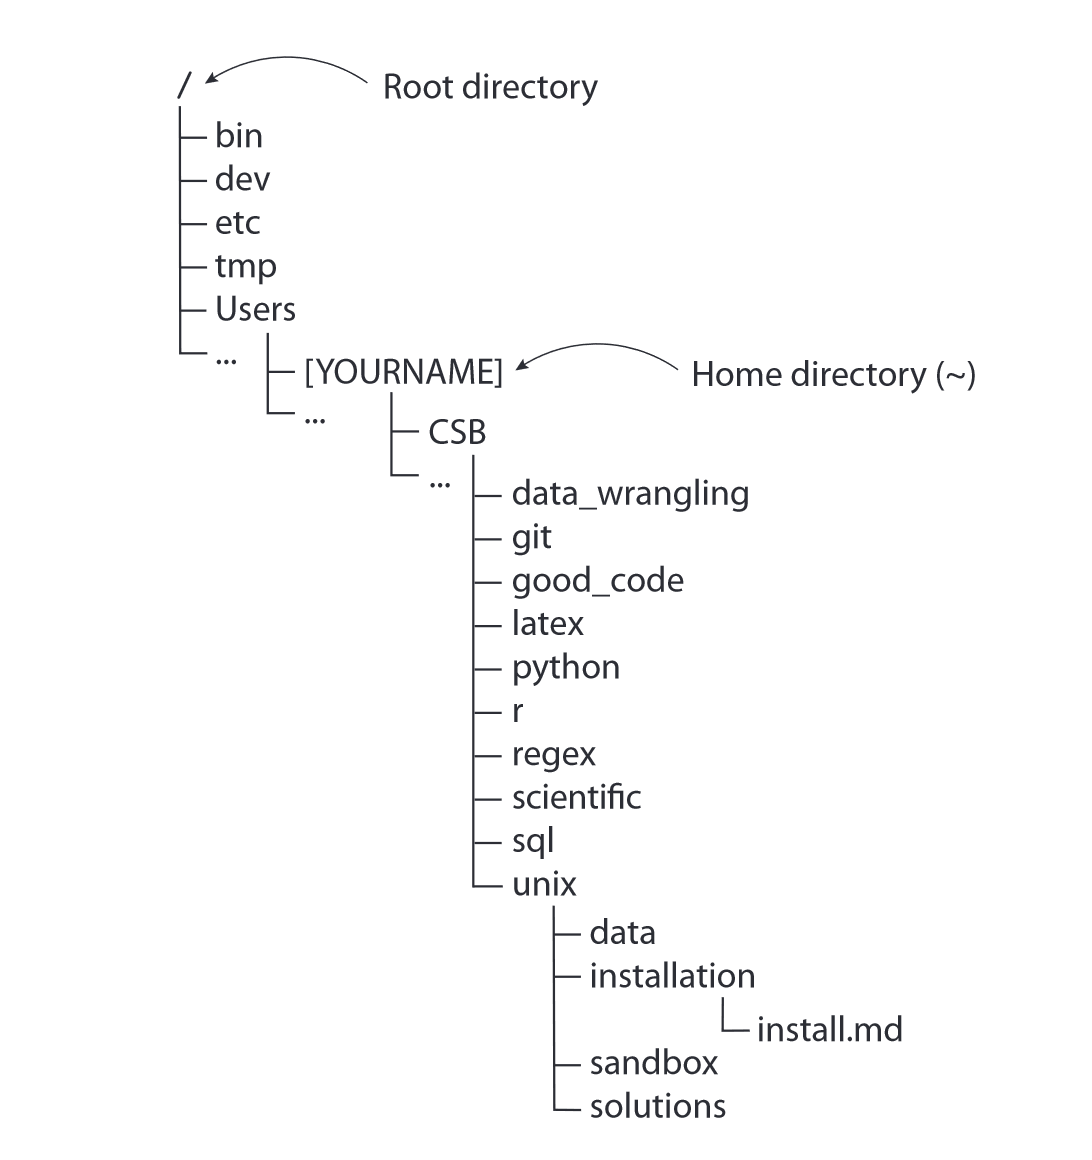 /
Root directory
bin
dev
etc
tmp
Users
...
[YOURNAME]
Home directory (~)
...
CSB
...
data_wrangling
git
good_code
latex
python
r
regex
scientific
sql
unix
data
installation
install.md
sandbox
solutions